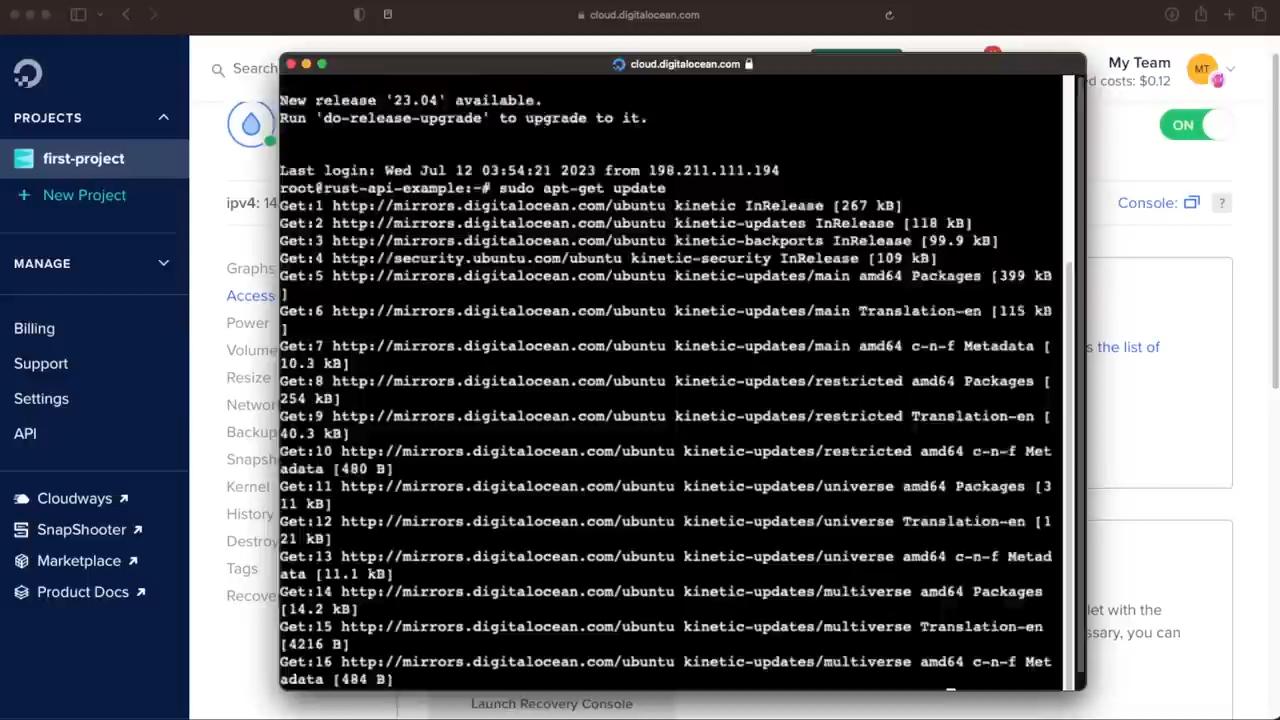 cloud.digitalocean.com
Search
PROJECTS
first-project
+ New Project
MANAGE
Billing
Support
Settings
API
Cloudways
SnapShooter
Marketplace
Product Docs
My Team
ed costs: $0.12
MT
ON
ipv4: 14
Console:
?
Graphs
Access
Power
Volume
Resize
Networ
Backup
Snapsh
Kernel
History
Destroy
Tags
Recove
cloud.digitalocean.com
New release '23.04' available.
Run 'do-release-upgrade' to upgrade to it.
Last login: Wed Jul 12 03:54:21 2023 from 198.211.111.194
root@rust-api-example:~# sudo apt-get update
Get:1 http://mirrors.digitalocean.com/ubuntu kinetic InRelease [267 kB]
Get:2 http://mirrors.digitalocean.com/ubuntu kinetic-updates InRelease [118 kB]
Get:3 http://mirrors.digitalocean.com/ubuntu kinetic-backports InRelease [99.9 kB]
Get:4 http://security.ubuntu.com/ubuntu kinetic-security InRelease [109 kB]
Get:5 http://mirrors.digitalocean.com/ubuntu kinetic-updates/main amd64 Packages [399 kB
]
Get:6 http://mirrors.digitalocean.com/ubuntu kinetic-updates/main Translation-en [115 kB
]
Get:7 http://mirrors.digitalocean.com/ubuntu kinetic-updates/main amd64 c-n-f Metadata [
10.3 kB]
Get:8 http://mirrors.digitalocean.com/ubuntu kinetic-updates/restricted amd64 Packages [
254 kB]
Get:9 http://mirrors.digitalocean.com/ubuntu kinetic-updates/restricted Translation-en [
40.3 kB]
Get:10 http://mirrors.digitalocean.com/ubuntu kinetic-updates/restricted amd64 c-n-f Met
adata [480 B]
Get:11 http://mirrors.digitalocean.com/ubuntu kinetic-updates/universe amd64 Packages [3
11 kB]
Get:12 http://mirrors.digitalocean.com/ubuntu kinetic-updates/universe Translation-en [1
21 kB]
Get:13 http://mirrors.digitalocean.com/ubuntu kinetic-updates/universe amd64 c-n-f Metad
ata [11.1 kB]
Get:14 http://mirrors.digitalocean.com/ubuntu kinetic-updates/multiverse amd64 Packages
[14.2 kB]
Get:15 http://mirrors.digitalocean.com/ubuntu kinetic-updates/multiverse Translation-en
[4216 B]
Get:16 http://mirrors.digitalocean.com/ubuntu kinetic-updates/multiverse amd64 c-n-f Met
adata [484 B]
s the list of
let with the
ssary, you can
Launch Recovery Console